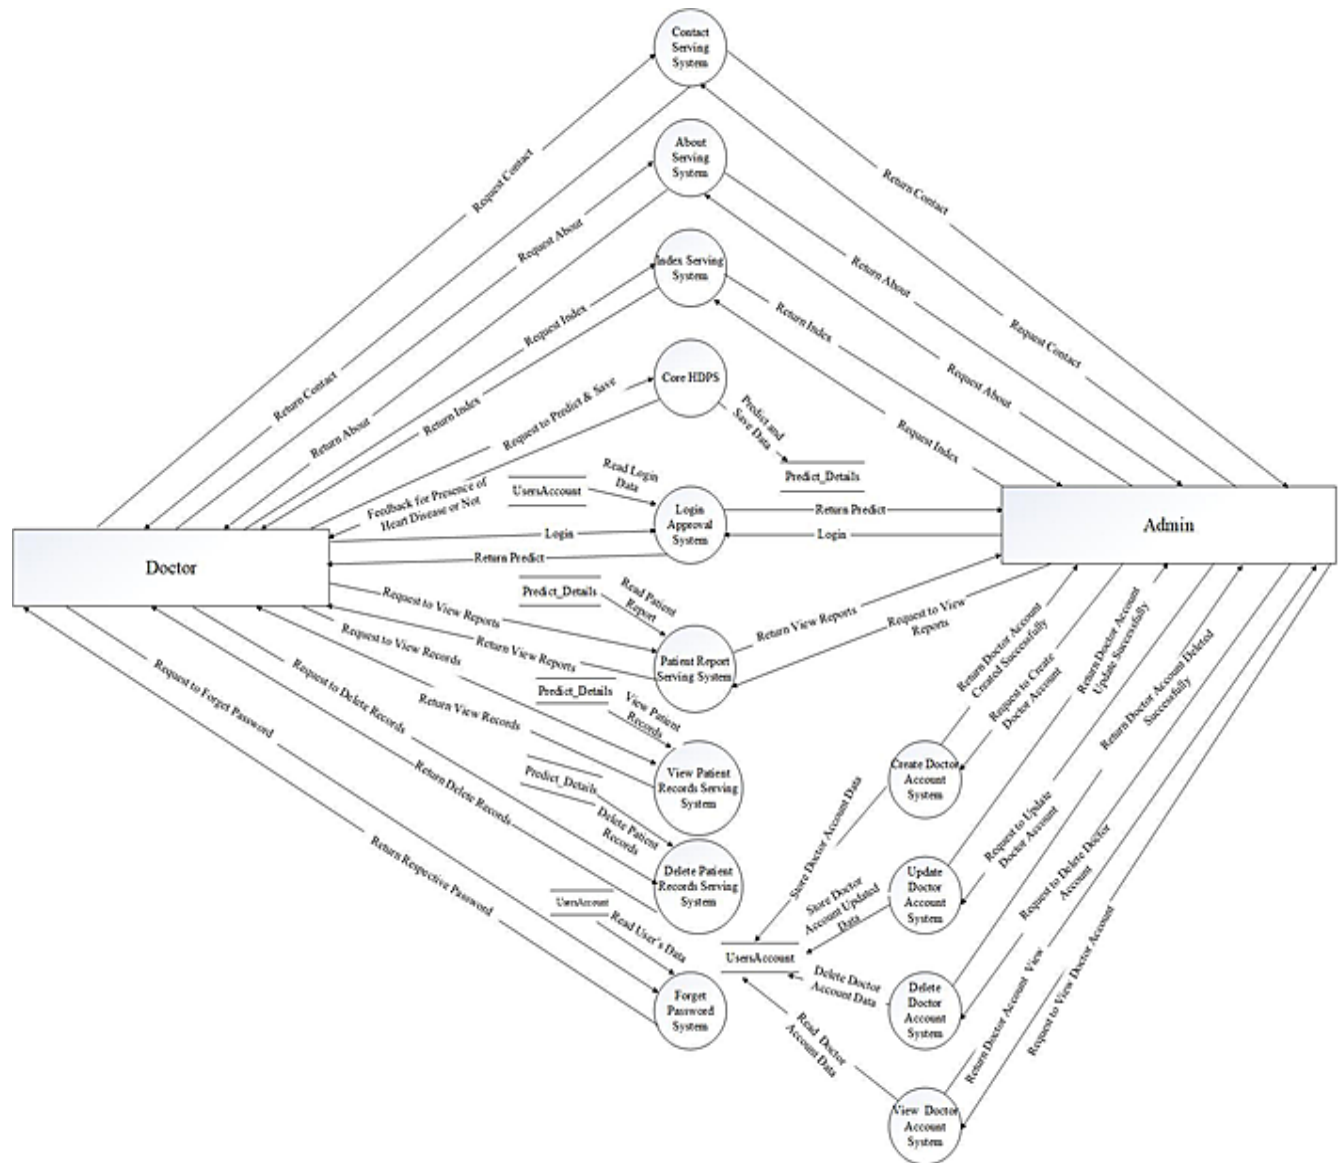 Contact
Serving
System
About
Serving
System
Request Contact
Return Contact
Request About
Return About
Index Serving
System
Request Index
Return Index
Request Contact
Return Contact
Request About
Return About
Return Index
Request Index
Core HDPS
Request to Predict & Save
Predict and
Save Data
Predict_Details
Feedback for Presence of
Heart Disease or Not
UsersAccount
Read Login
Data
Login
Approval
System
Return Predict
Login
Login
Return Predict
Doctor
Admin
Predict_Details
Read Patient
Report
Request to View Reports
Return View Reports
Patient Report
Serving System
Return View Reports
Request to View
Reports
Request to View Records
Return View Records
Predict_Details
View Patient
Records
View Patient
Records Serving
System
Request to Delete Records
Return Delete Records
Predict_Details
Delete Patient
Records
Delete Patient
Records Serving
System
Request to Forget Password
Return Respective Password
UsersAccount
Read User's Data
Forget
Password
System
Return Doctor Account
Created Successfully
Request to Create
Doctor Account
Create Doctor
Account
System
Store Doctor Account Data
Return Doctor Account
Update Successfully
Request to Update
Doctor Account
Update
Doctor
Account
System
Store Doctor
Account Updated
Data
UsersAccount
Return Doctor Account Deleted
Successfully
Request to Delete Doctor
Account
Delete
Doctor
Account
System
Delete Doctor
Account Data
Return Doctor Account View
Request to View Doctor Account
View Doctor
Account
System
Read Doctor
Account Data